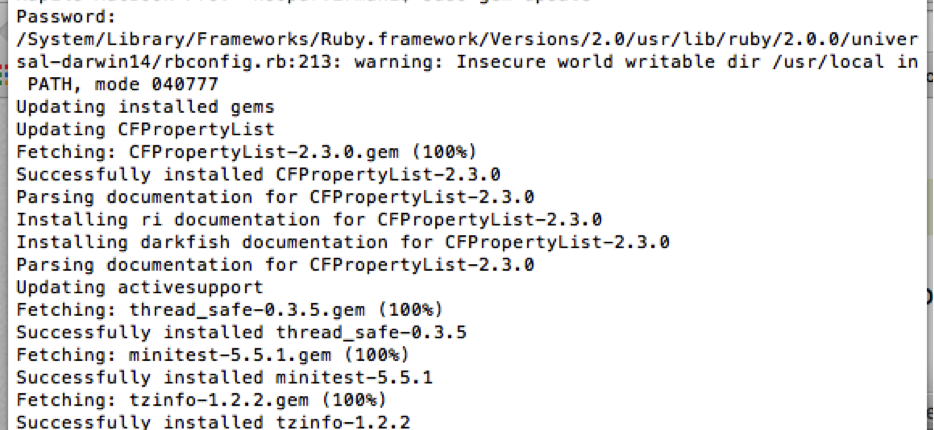 Password:
/System/Library/Frameworks/Ruby.framework/Versions/2.0/usr/lib/ruby/2.0.0/univer
sal-darwin14/rbconfig.rb:213: warning: Insecure world writable dir /usr/local in
 PATH, mode 040777
Updating installed gems
Updating CFPropertyList
Fetching: CFPropertyList-2.3.0.gem (100%)
Successfully installed CFPropertyList-2.3.0
Parsing documentation for CFPropertyList-2.3.0
Installing ri documentation for CFPropertyList-2.3.0
Installing darkfish documentation for CFPropertyList-2.3.0
Parsing documentation for CFPropertyList-2.3.0
Updating activesupport
Fetching: thread_safe-0.3.5.gem (100%)
Successfully installed thread_safe-0.3.5
Fetching: minitest-5.5.1.gem (100%)
Successfully installed minitest-5.5.1
Fetching: tzinfo-1.2.2.gem (100%)
Successfully installed tzinfo-1.2.2